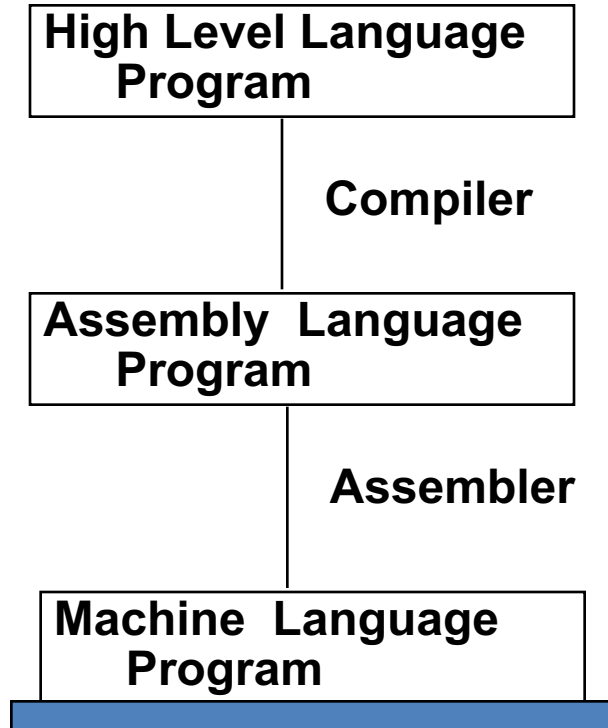 High Level Language
Program
Compiler
Assembly Language
Program
Assembler
Machine Language
Program